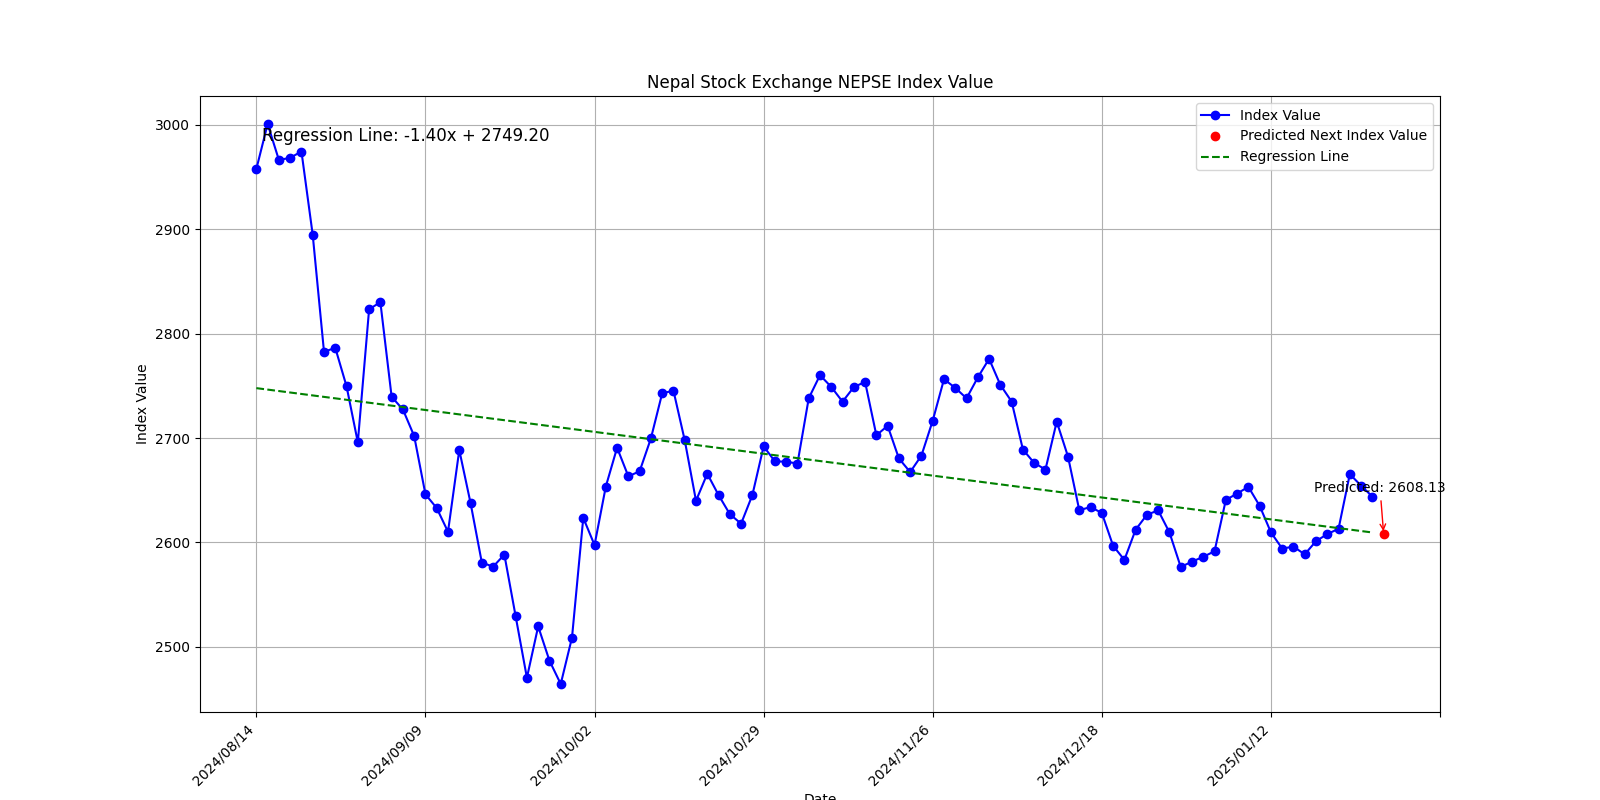 Nepal Stock Exchange NEPSE Index Value
Regression Line: -1.40x + 2749.20
Index Value
Predicted Next Index Value
Regression Line
3000
2900
2800
2700
2600
2500
Index Value
Predicted: 2608.13
2024/08/14
2024/09/09
2024/10/02
2024/10/29
2024/11/26
2024/12/18
2025/01/12
Date